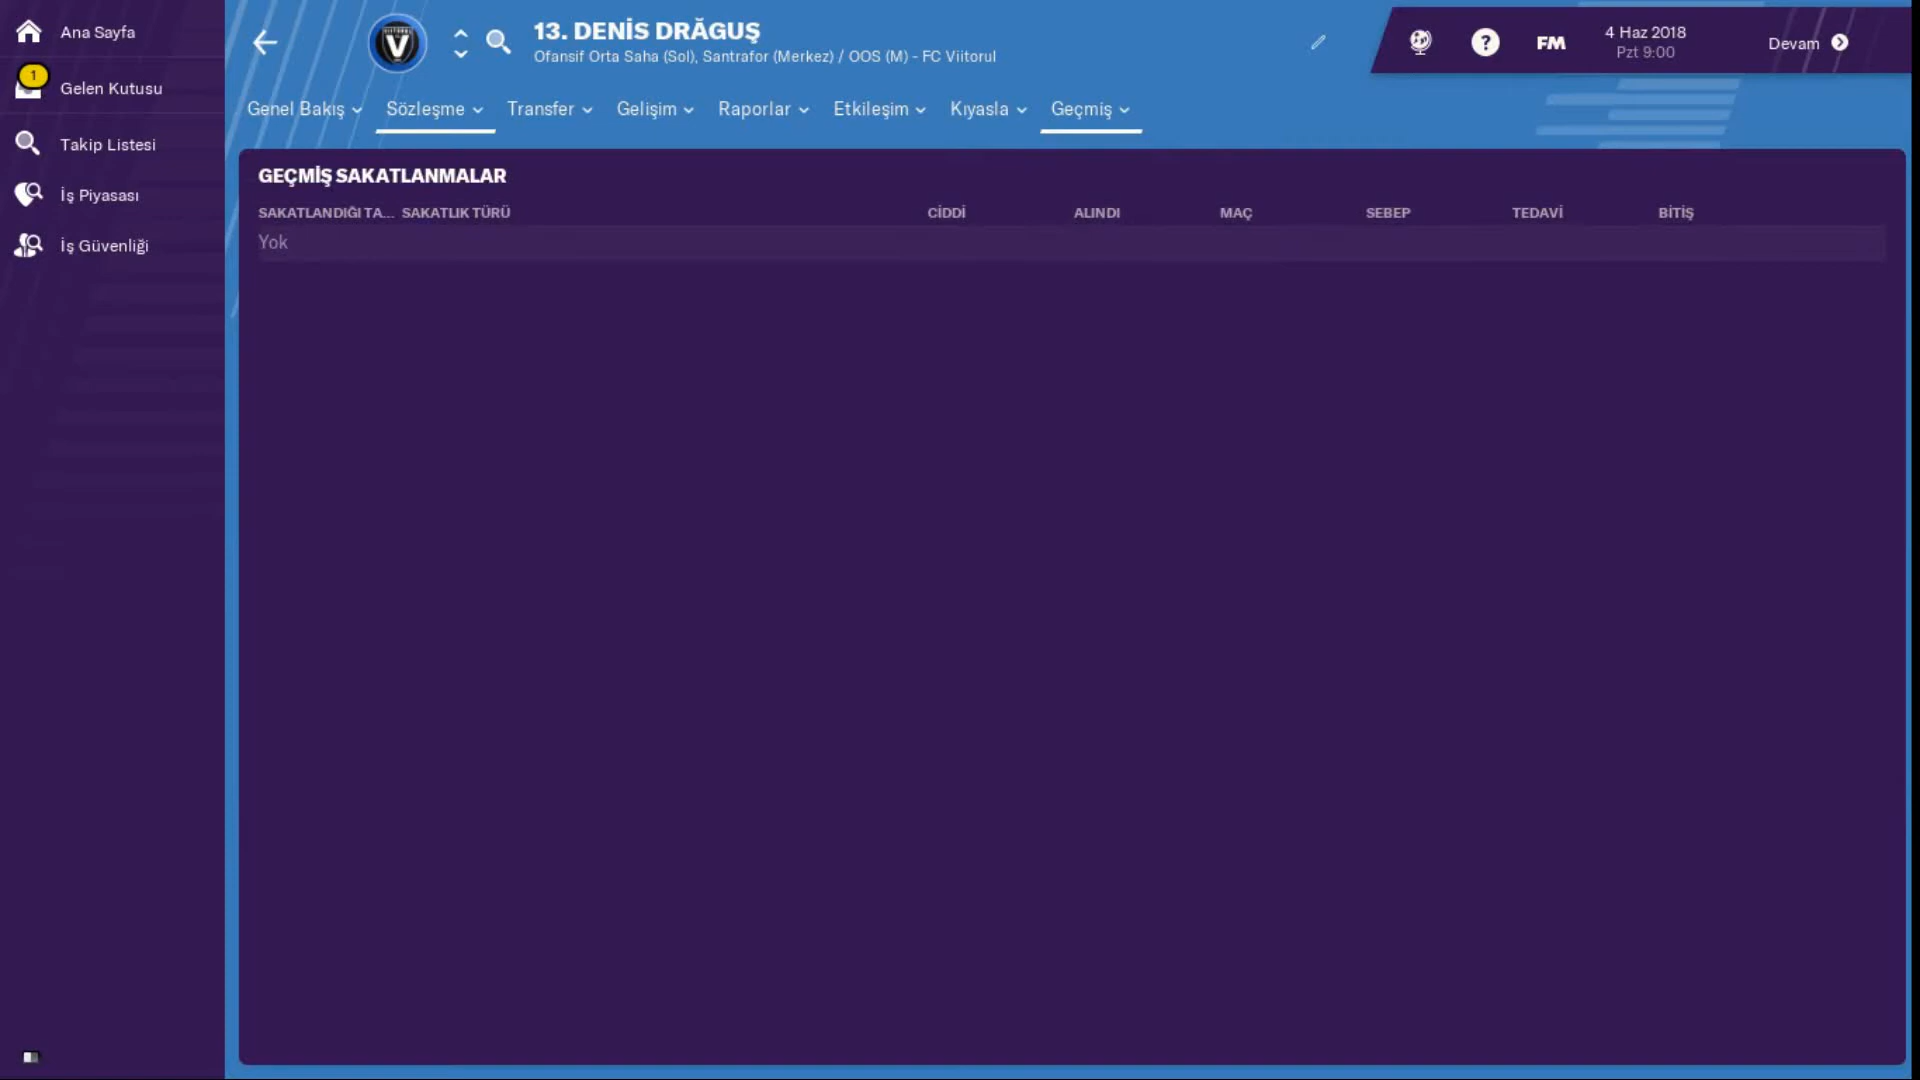 Ana Sayfa
1
Gelen Kutusu
Takip Listesi
İş Piyasası
İş Güvenliği
VIITORUL
V
13. DENİS DRĂGUŞ
Ofansif Orta Saha (Sol), Santrafor (Merkez) / OOS (M) - FC Viitorul
?
FM
4 Haz 2018
Pzt 9:00
Devam
Genel Bakış Sözleşme Transfer Gelişim Raporlar Etkileşim Kıyasla Geçmiş
GEÇMİŞ SAKATLANMALAR
SAKATLANDIĞI TA... SAKATLIK TÜRÜ CİDDİ ALINDI MAÇ SEBEP TEDAVİ BİTİŞ
Yok